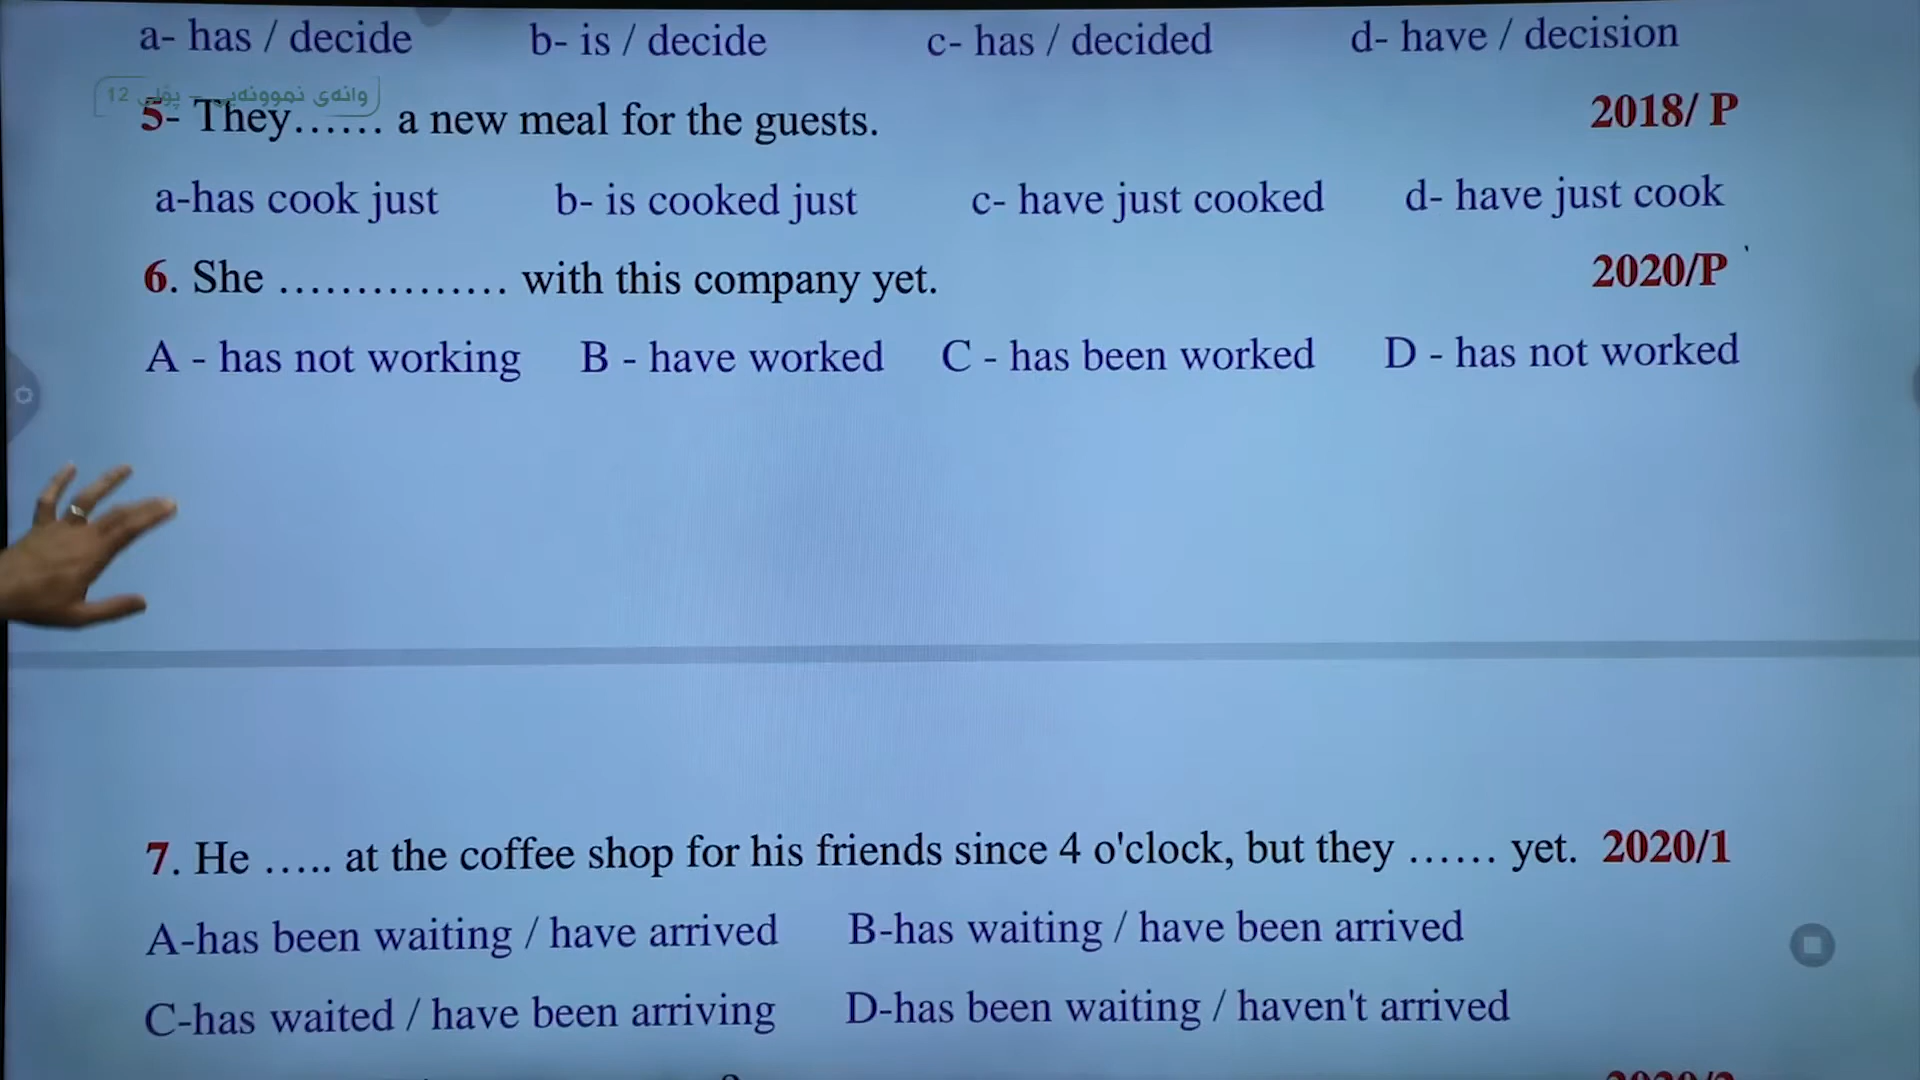 a- has / decide b- is / decide c- has / decided d- have / decision
وانەی نموونەیی – پۆلی 12
5- They...... a new meal for the guests. 2018/ P
a-has cook just b- is cooked just c- have just cooked d- have just cook
6. She ............... with this company yet. 2020/P
A - has not working B - have worked C - has been worked D - has not worked
7. He ..... at the coffee shop for his friends since 4 o'clock, but they ...... yet. 2020/1
A-has been waiting / have arrived B-has waiting / have been arrived
C-has waited / have been arriving D-has been waiting / haven't arrived